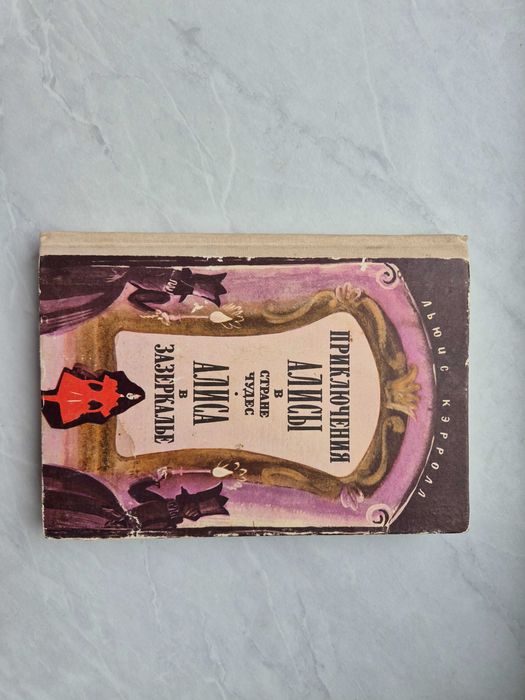 ЛЬЮИС КЭРРОЛЛ
ПРИКЛЮЧЕНИЯ
АЛИСЫ
В
СТРАНЕ
ЧУДЕС
•
АЛИСА
В
ЗАЗЕРКАЛЬЕ